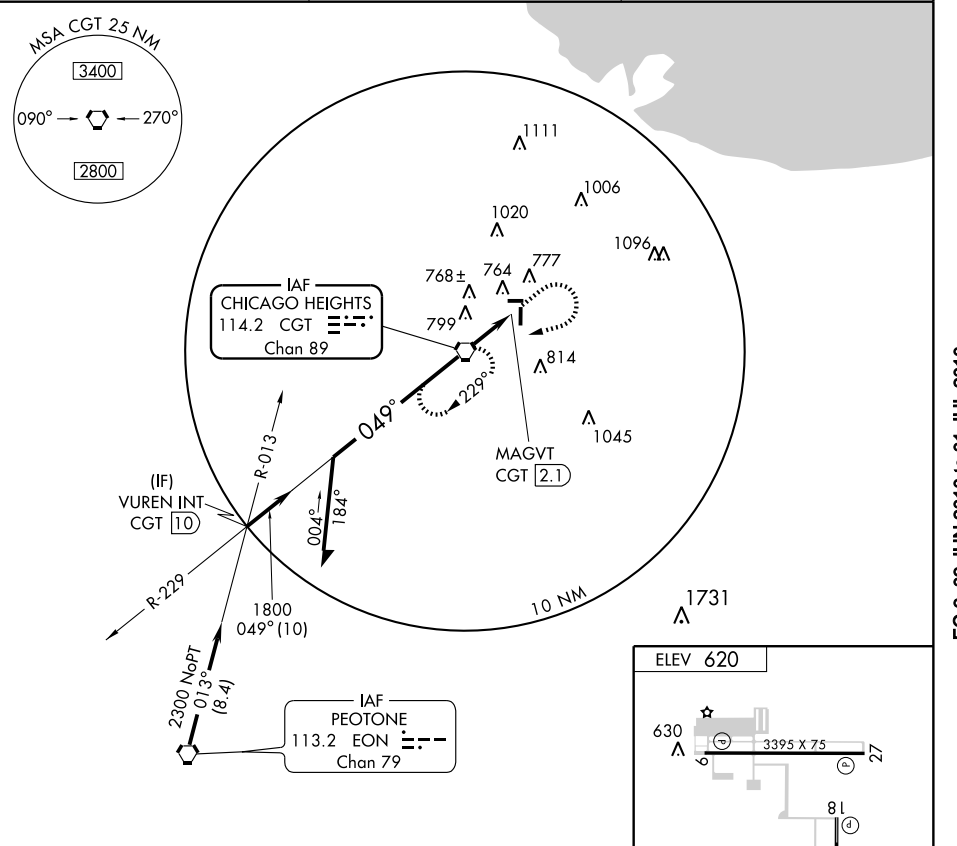 MSA CGT 25 NM
3400
090°
270°
2800
1111
1006
1020
1096
768±
764
777
799
IAF
CHICAGO HEIGHTS
114.2 CGT
Chan 89
814
1045
229°
049°
MAGVT
CGT 2.1
R-013
(IF)
VUREN INT
CGT 10
004°
184°
R-229
1800
049° (10)
10 NM
1731
2300 NoPT
013°
(8.4)
IAF
PEOTONE
113.2 EON
Chan 79
ELEV 620
630
P
3395 X 75
9
27
P
18
P